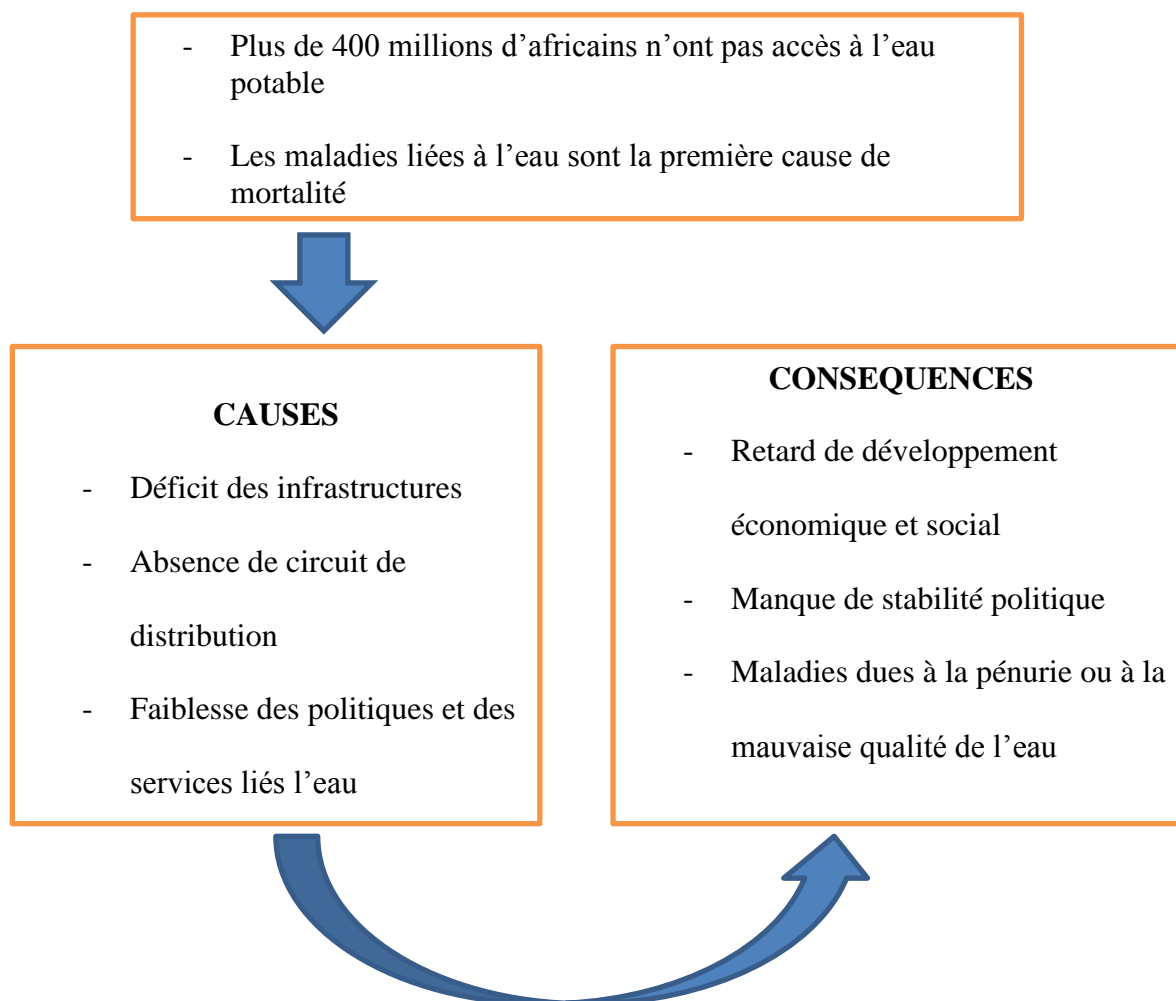 - Plus de 400 millions d’africains n’ont pas accès à l’eau
potable
- Les maladies liées à l’eau sont la première cause de
mortalité
CAUSES
- Déficit des infrastructures
- Absence de circuit de
distribution
- Faiblesse des politiques et des
services liés l’eau
CONSEQUENCES
- Retard de développement
économique et social
- Manque de stabilité politique
- Maladies dues à la pénurie ou à la
mauvaise qualité de l’eau